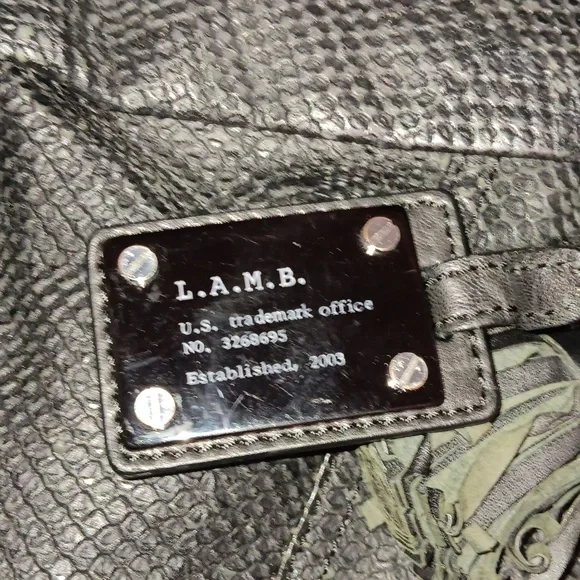 L.A.M.B.
U.S. trademark office
NO. 3268695
Established, 2003